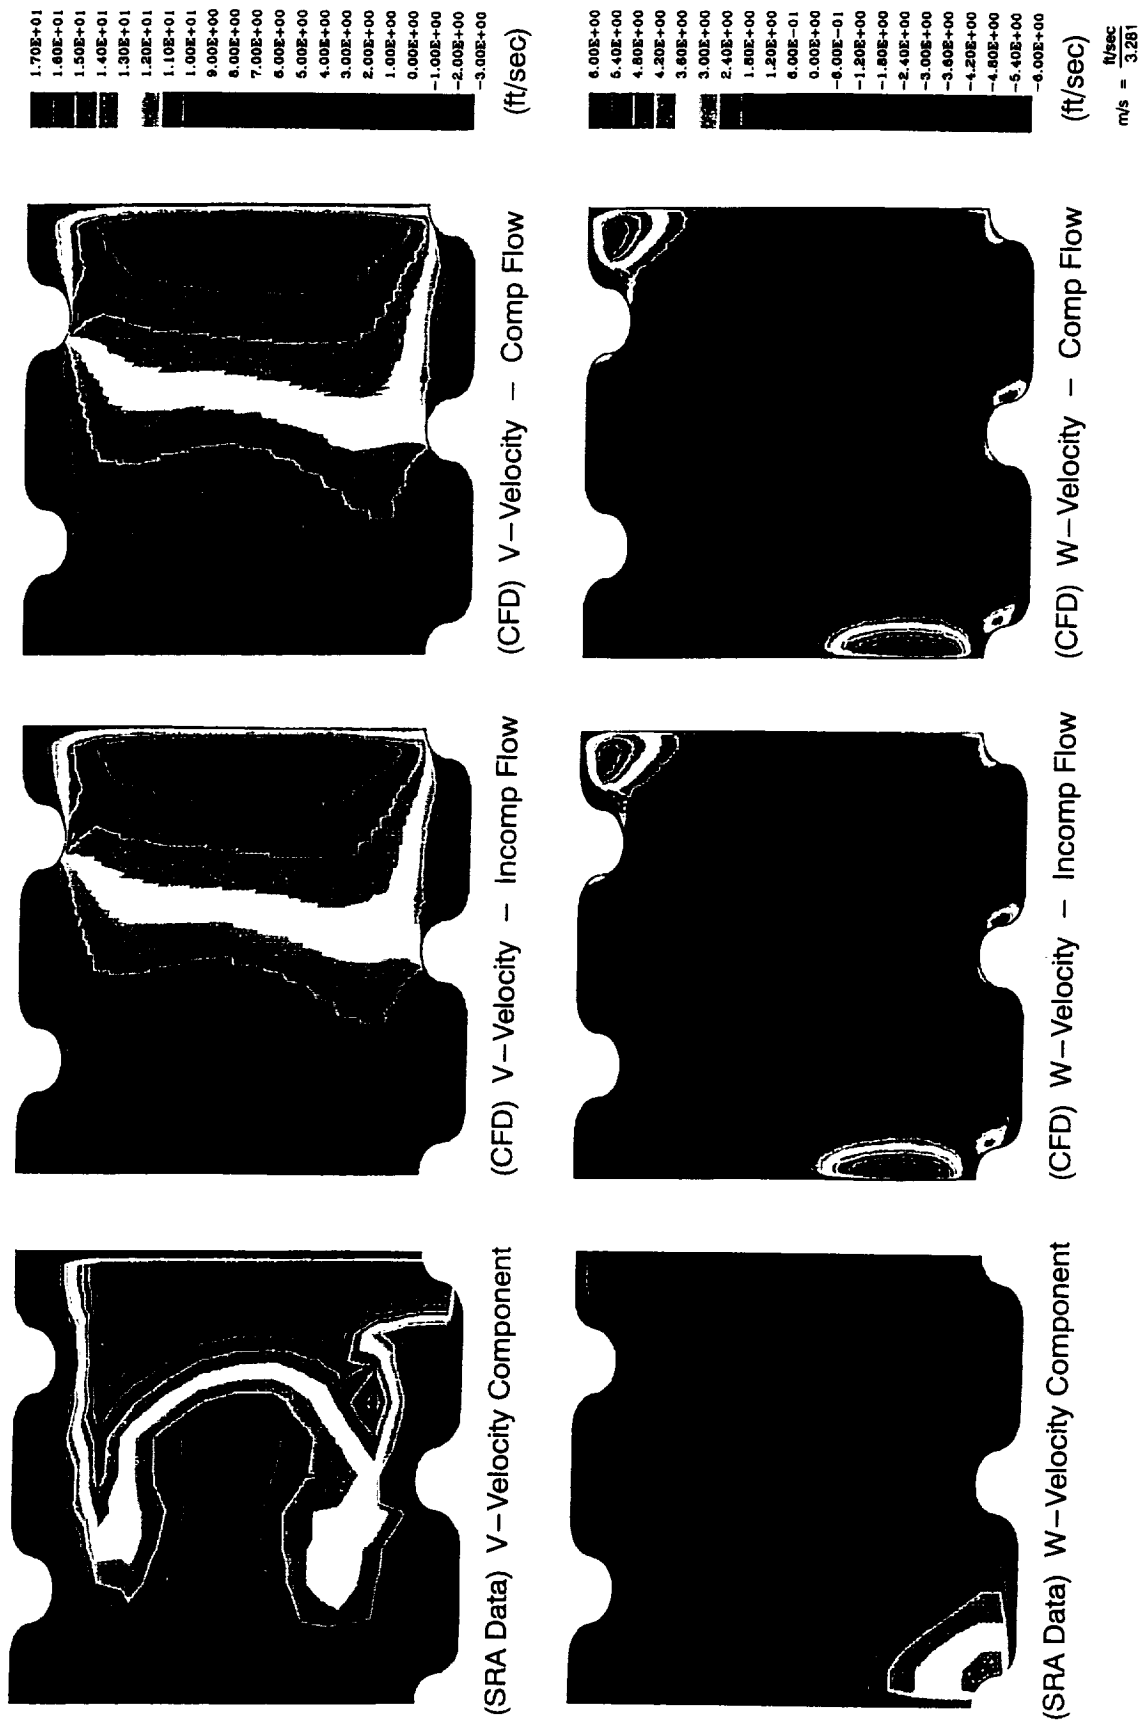 1.70E+01
1.60E+01
1.50E+01
1.40E+01
1.30E+01
1.20E+01
1.10E+01
1.00E+01
9.00E+00
8.00E+00
7.00E+00
6.00E+00
5.00E+00
4.00E+00
3.00E+00
2.00E+00
1.00E+00
0.00E+00
-1.00E+00
-2.00E+00
-3.00E+00
(ft/sec)
(SRA Data) V-Velocity Component
(CFD) V-Velocity - Incomp Flow
(CFD) V-Velocity - Comp Flow
6.00E+00
5.40E+00
4.80E+00
4.20E+00
3.60E+00
3.00E+00
2.40E+00
1.80E+00
1.20E+00
6.00E-01
0.00E+00
-6.00E-01
-1.20E+00
-1.80E+00
-2.40E+00
-3.00E+00
-3.60E+00
-4.20E+00
-4.80E+00
-5.40E+00
-6.00E+00
(ft/sec)
(SRA Data) W-Velocity Component
(CFD) W-Velocity - Incomp Flow
(CFD) W-Velocity - Comp Flow
m/s = ft/sec
3.281